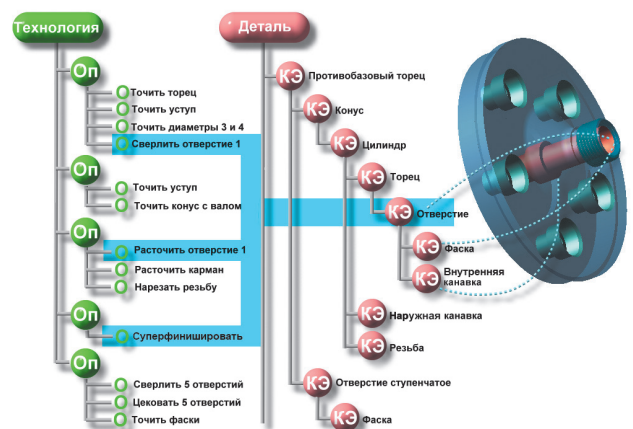 Технология
Оп
О Точить торец
О Точить уступ
О Точить диаметры 3 и 4
О Сверлить отверстие 1
Оп
О Точить уступ
О Точить конус с валом
Оп
О Расточить отверстие 1
О Расточить карман
О Нарезать резьбу
Оп
О Суперфинишировать
Оп
О Сверлить 5 отверстий
О Цековать 5 отверстий
О Точить фаски
Деталь
КЭ Противобазовый торец
КЭ Конус
КЭ Цилиндр
КЭ Торец
КЭ Отверстие
КЭ Фаска
КЭ Внутренняя
канавка
КЭ Наружная канавка
КЭ Резьба
КЭ Отверстие ступенчатое
КЭ Фаска